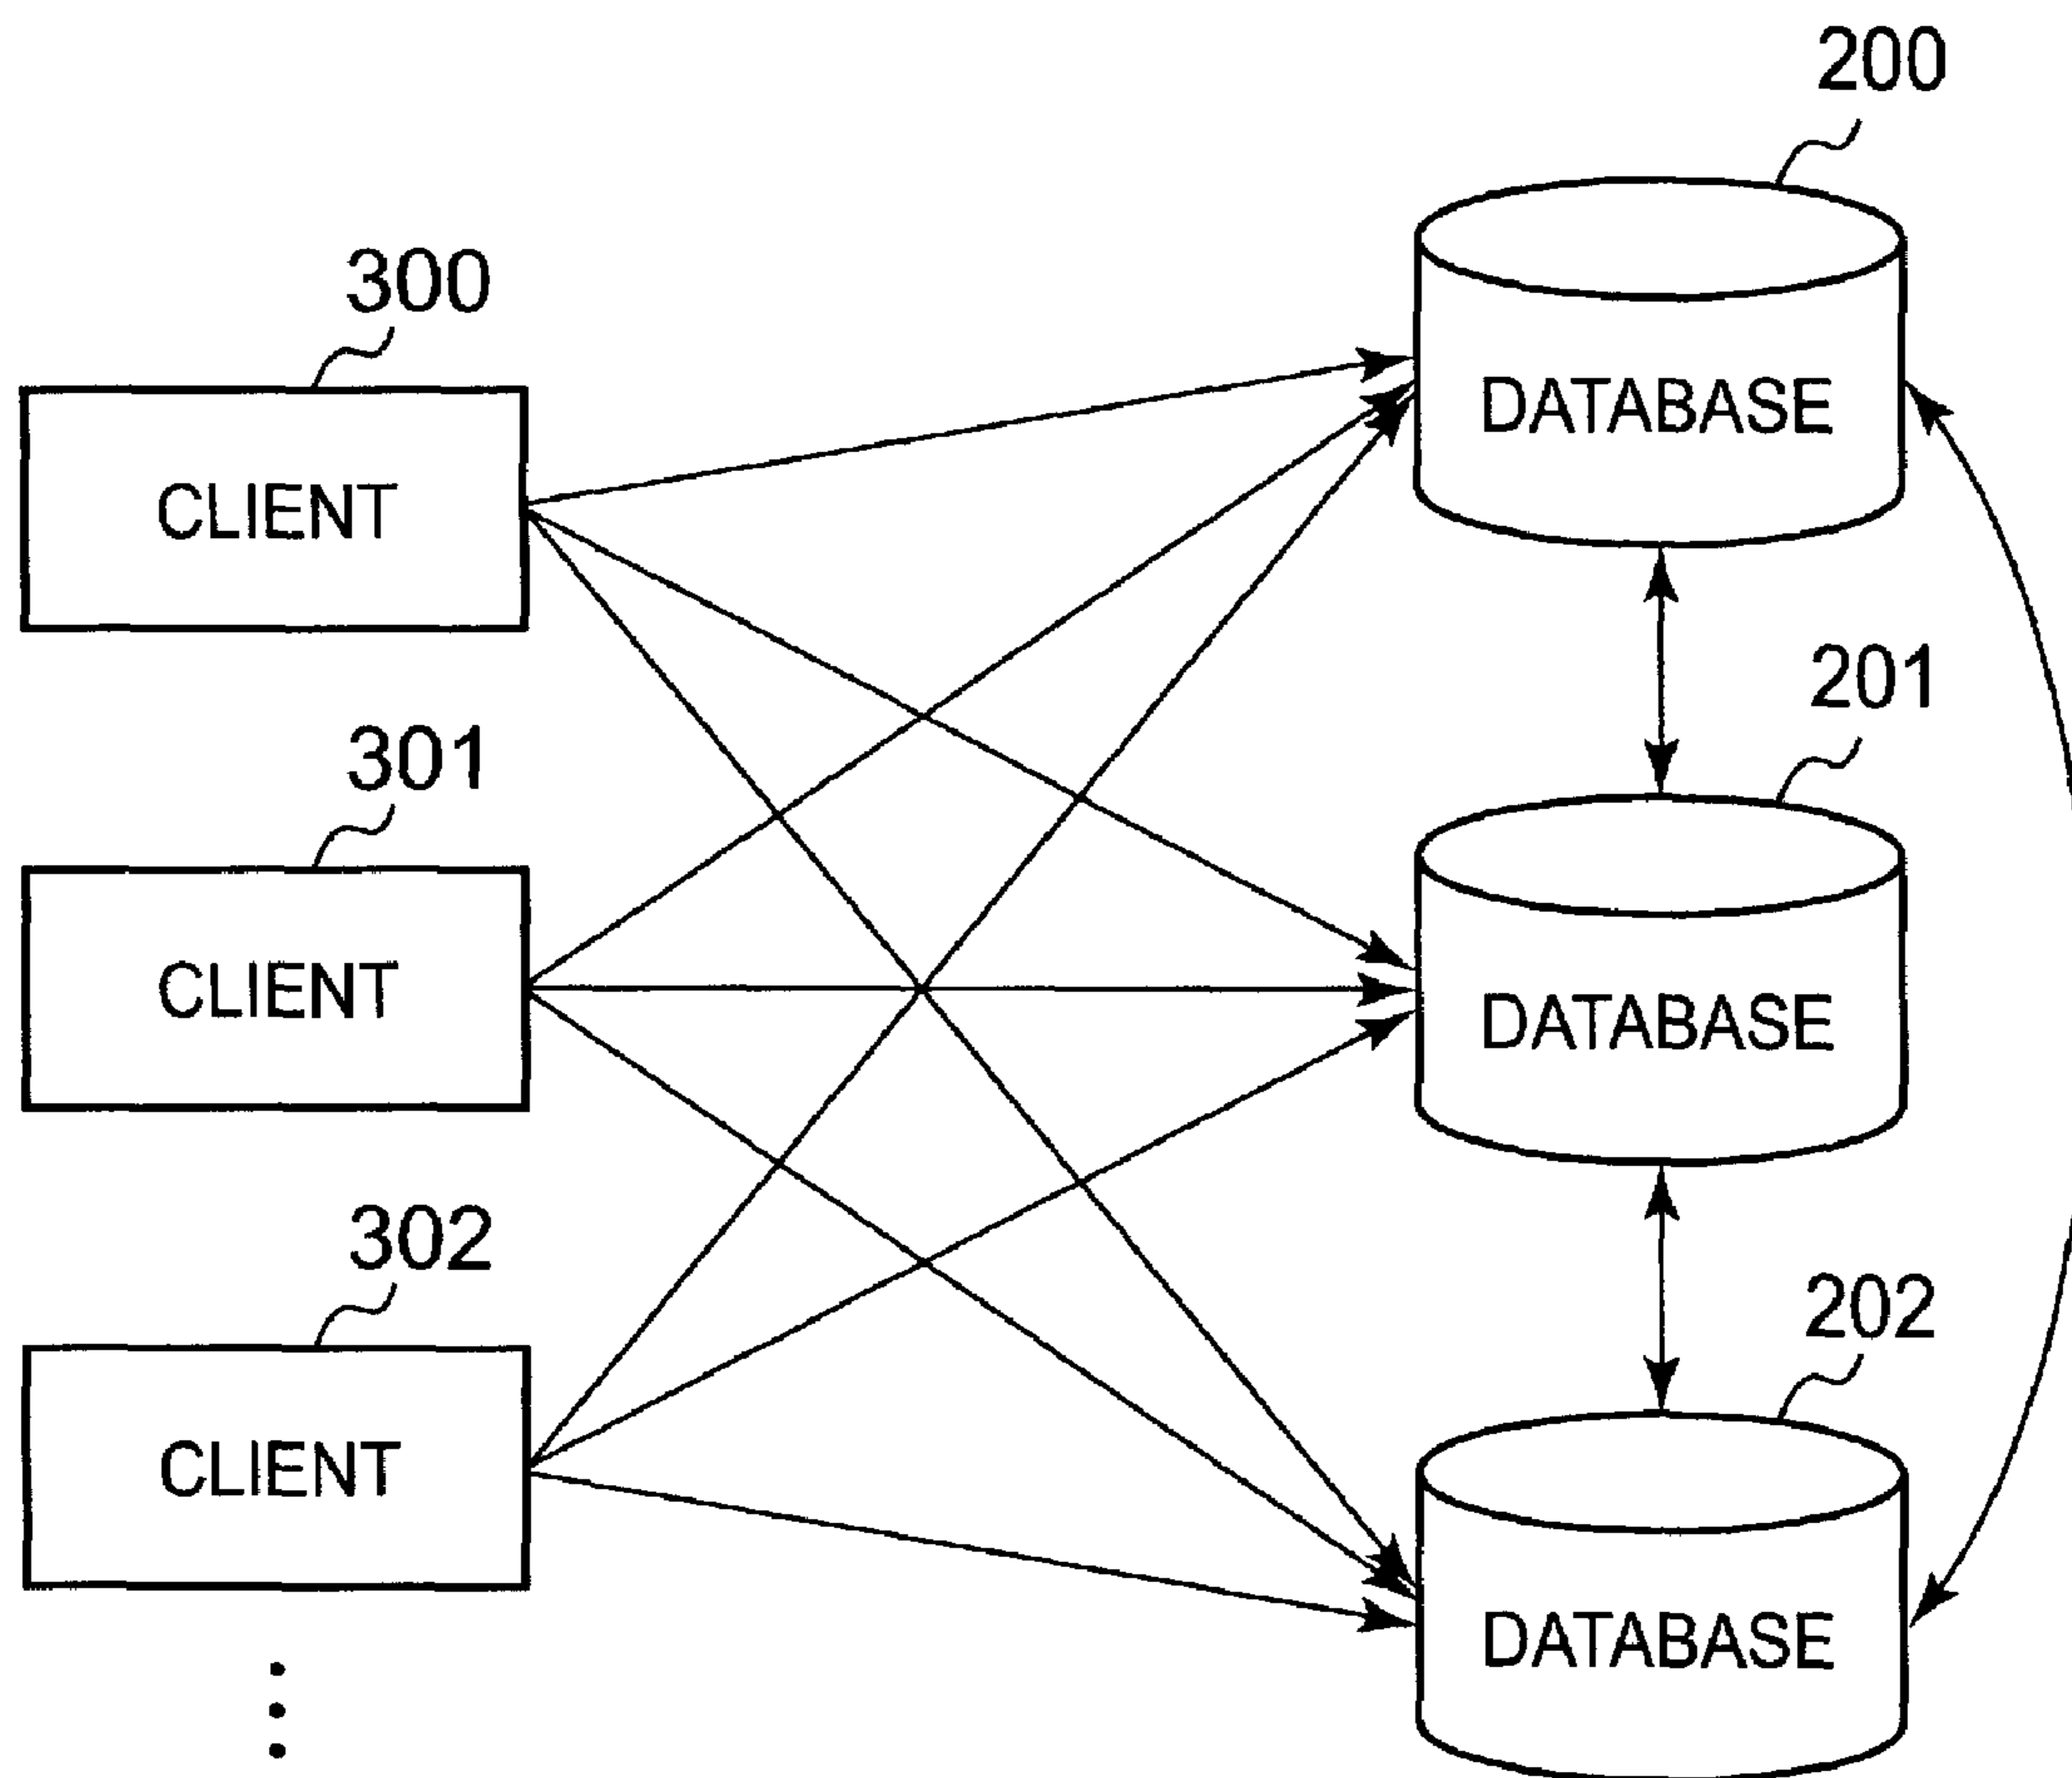 200
300
DATABASE
CLIENT
201
301
CLIENT
DATABASE
302
202
CLIENT
DATABASE